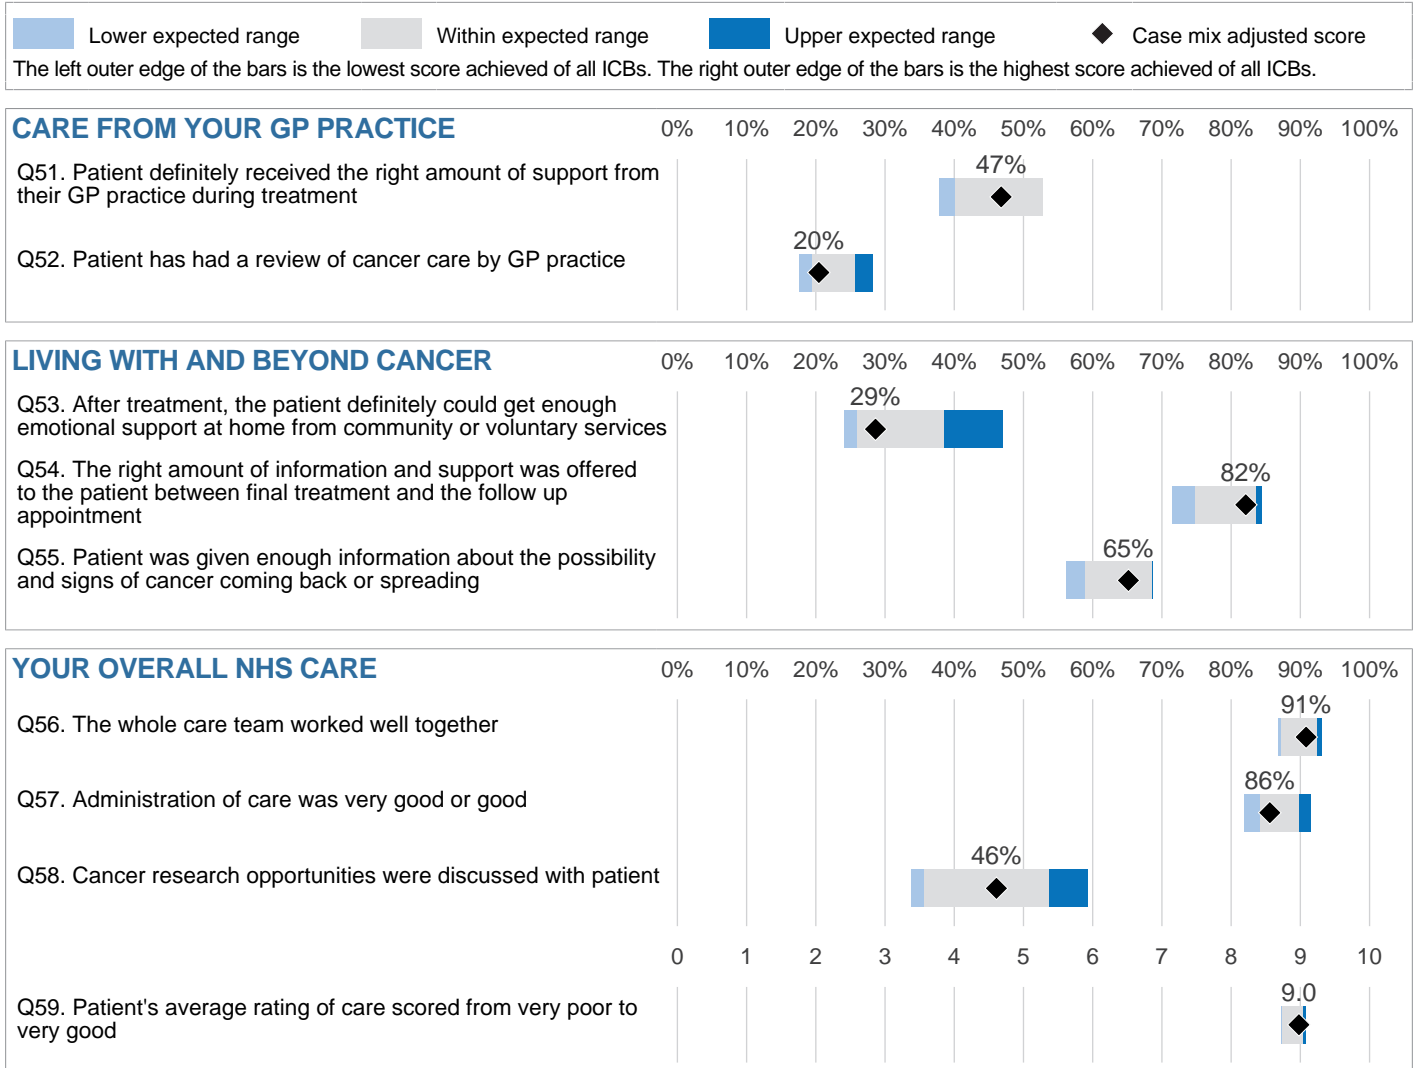 Lower expected range Within expected range Upper expected range Case mix adjusted score
The left outer edge of the bars is the lowest score achieved of all ICBs. The right outer edge of the bars is the highest score achieved of all ICBs.
CARE FROM YOUR GP PRACTICE 0% 10% 20% 30% 40% 50% 60% 70% 80% 90% 100%
47%
Q51. Patient definitely received the right amount of support from
their GP practice during treatment
20%
Q52. Patient has had a review of cancer care by GP practice
LIVING WITH AND BEYOND CANCER 0% 10% 20% 30% 40% 50% 60% 70% 80% 90% 100%
29%
Q53. After treatment, the patient definitely could get enough
emotional support at home from community or voluntary services
82%
Q54. The right amount of information and support was offered
to the patient between final treatment and the follow up
appointment
65%
Q55. Patient was given enough information about the possibility
and signs of cancer coming back or spreading
YOUR OVERALL NHS CARE 0% 10% 20% 30% 40% 50% 60% 70% 80% 90% 100%
91%
Q56. The whole care team worked well together
86%
Q57. Administration of care was very good or good
46%
Q58. Cancer research opportunities were discussed with patient
0 1 2 3 4 5 6 7 8 9 10
9.0
Q59. Patient's average rating of care scored from very poor to
very good